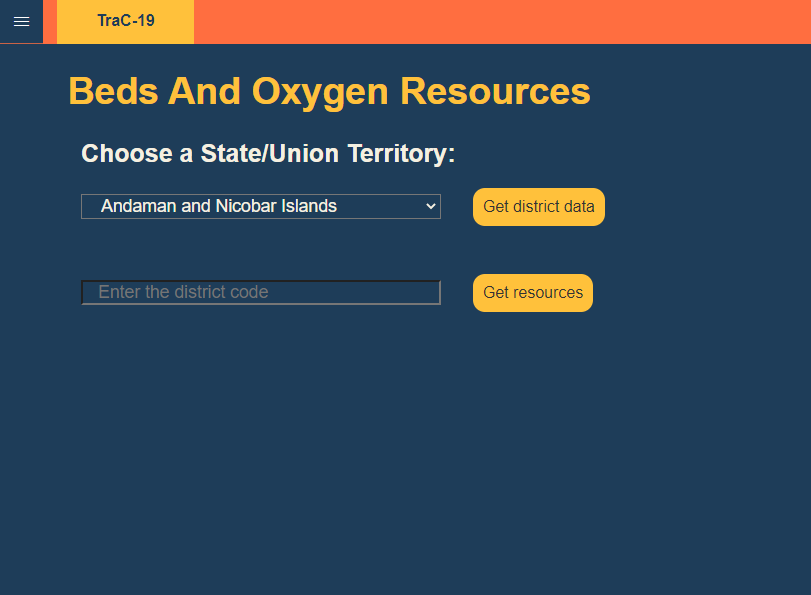 TraC-19
Beds And Oxygen Resources
Choose a State/Union Territory:
Andaman and Nicobar Islands
Get district data
Enter the district code
Get resources